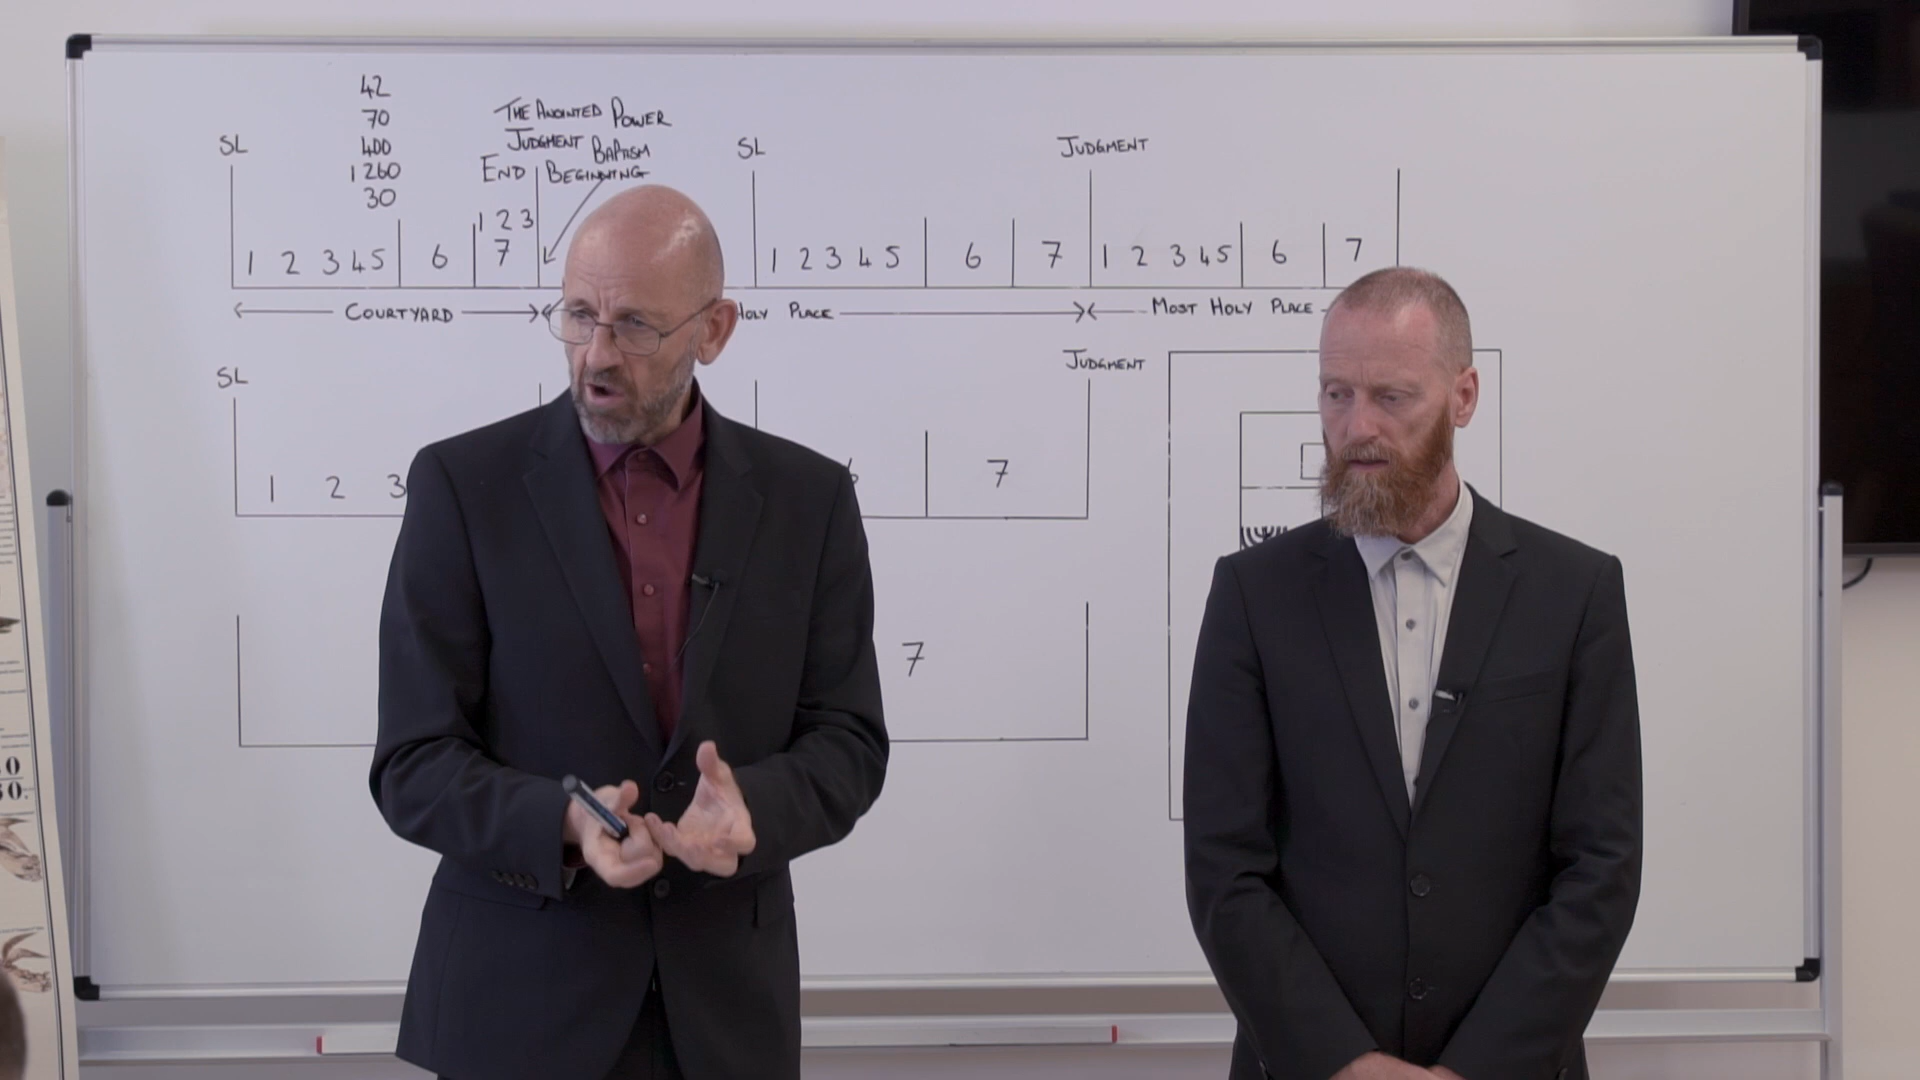 42
70
400
1260
30
THE ANOINTED POWER
JUDGMENT BAPTISM
END BEGINNING
SL
SL
JUDGMENT
1 2 3
1 2 3 4 5 6 7
1 2 3 4 5 6 7
1 2 3 4 5 6 7
COURTYARD
HOLY PLACE
MOST HOLY PLACE
SL
JUDGMENT
1 2 3
7
7